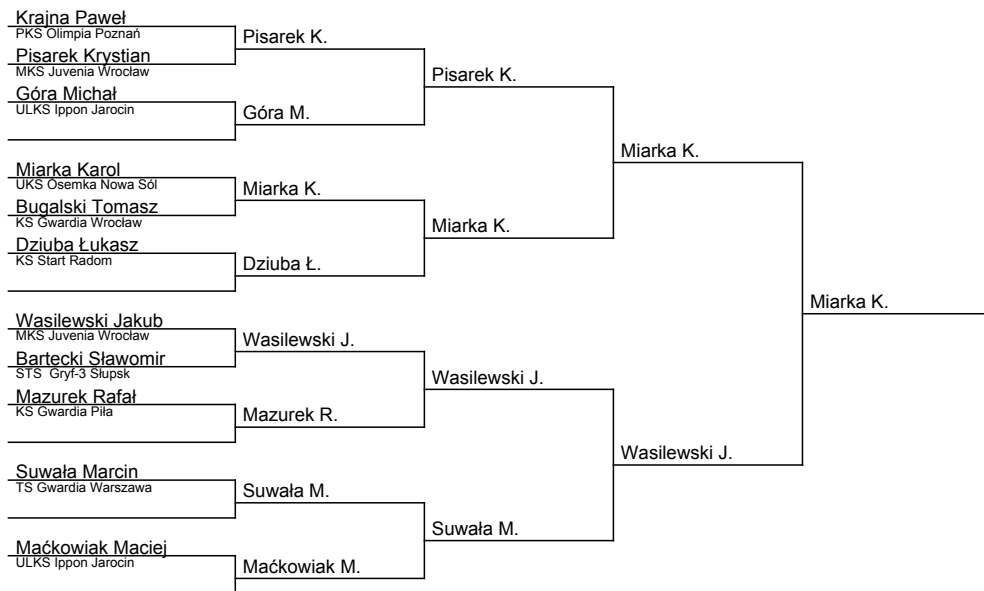 Krajna Paweł
PKS Olimpia Poznań
Pisarek K.
Pisarek Krystian
MKS Juvenia Wrocław
Pisarek K.
Góra Michał
ULKS Ippon Jarocin
Góra M.
Miarka K.
Miarka Karol
UKS Ósemka Nowa Sól
Miarka K.
Bugalski Tomasz
KS Gwardia Wrocław
Miarka K.
Dziuba Łukasz
KS Start Radom
Dziuba Ł.
Miarka K.
Wasilewski Jakub
MKS Juvenia Wrocław
Wasilewski J.
Bartecki Sławomir
STS Gryf-3 Słupsk
Wasilewski J.
Mazurek Rafał
KS Gwardia Piła
Mazurek R.
Wasilewski J.
Suwała Marcin
TS Gwardia Warszawa
Suwała M.
Suwała M.
Maćkowiak Maciej
ULKS Ippon Jarocin
Maćkowiak M.